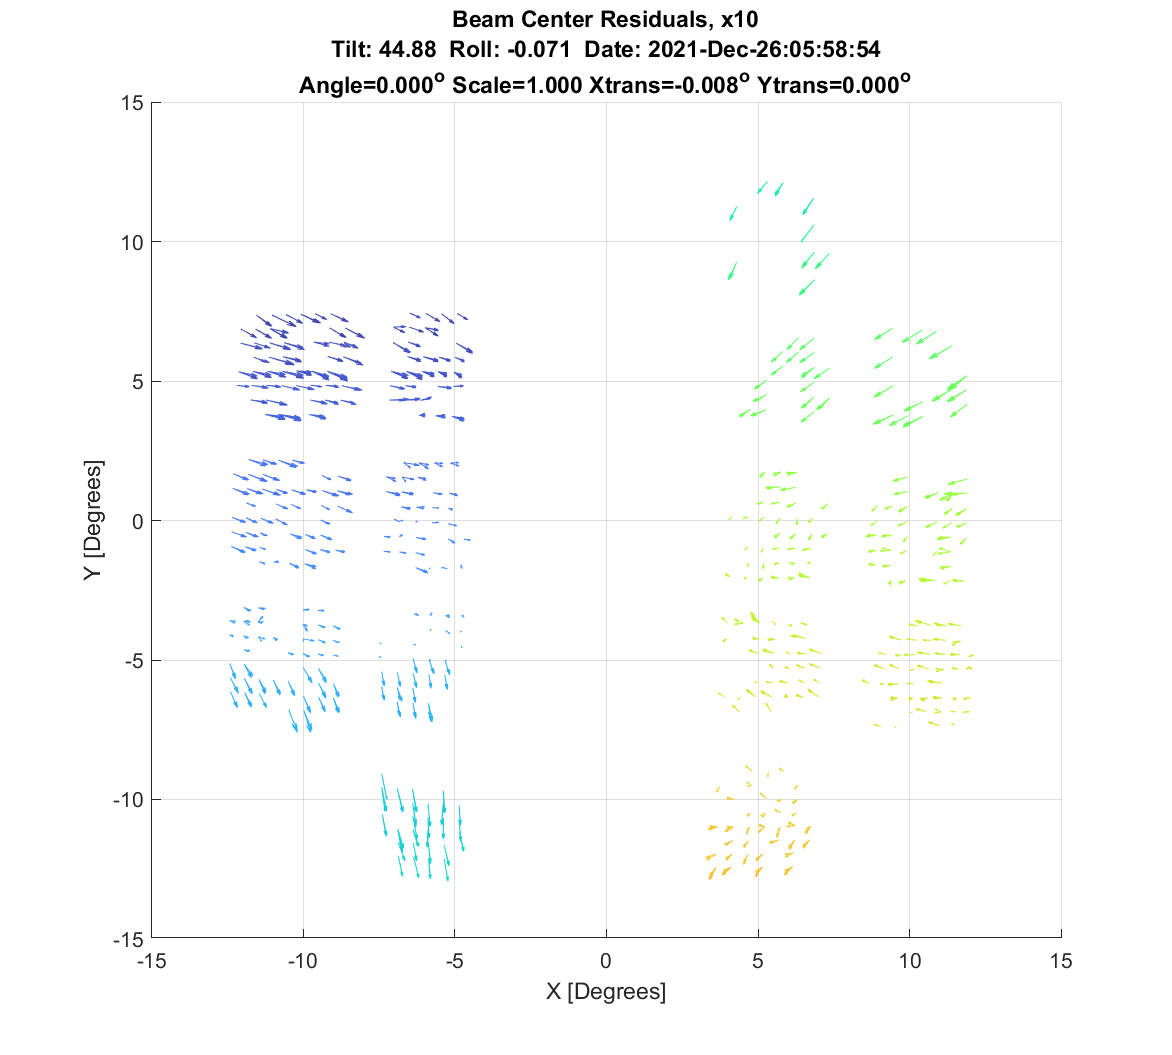 Beam Center Residuals, x10
Tilt: 44.88 Roll: -0.071 Date: 2021-Dec-26:05:58:54
Angle=0.000° Scale=1.000 Xtrans=-0.008° Ytrans=0.000°
15
10
5
0
-5
-10
-15
Y [Degrees]
-15 -10 -5 0 5 10 15
X [Degrees]